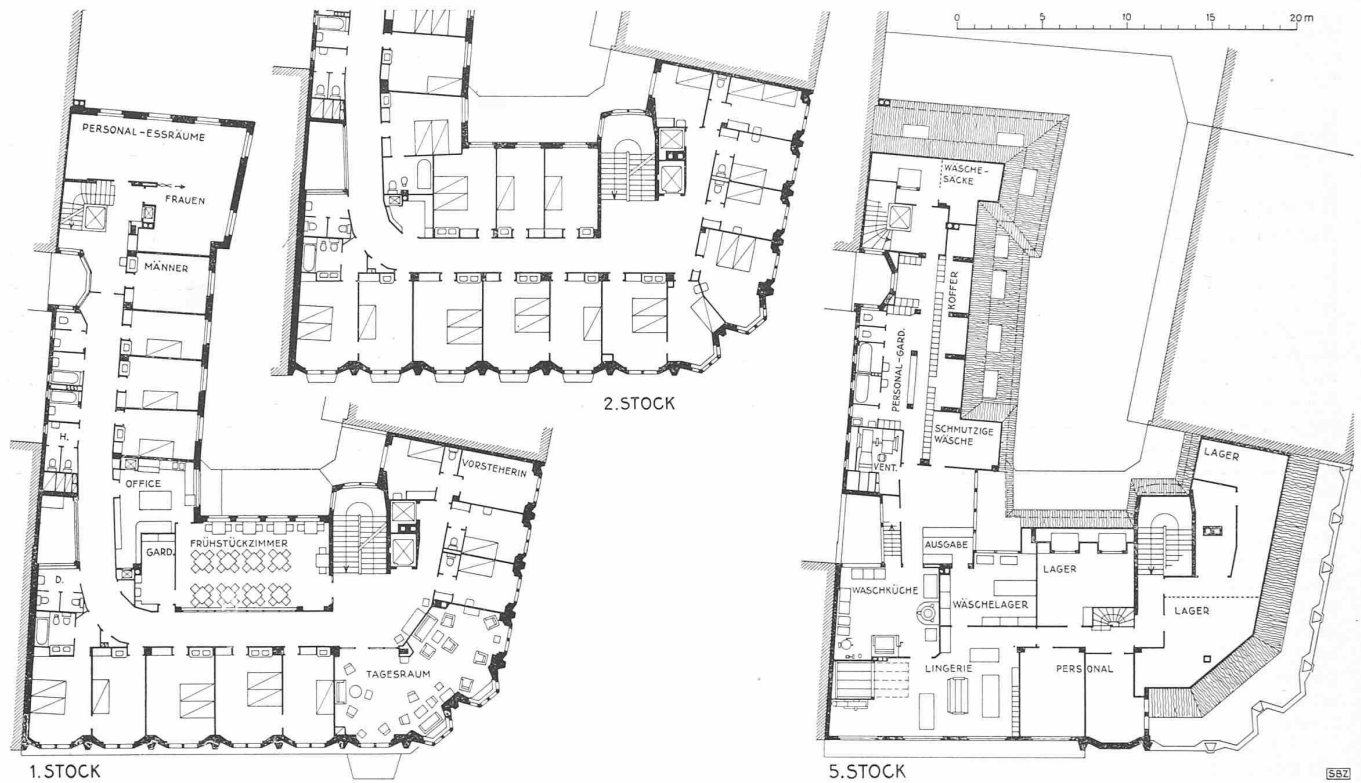 PERSONAL-ESSRÄUME
FRAUEN
MÄNNER
H.
OFFICE
GARD.
FRÜHSTÜCKZIMMER
VORSTEHERIN
D.
TAGESRAUM
1.STOCK
2.STOCK
0 5 10 15 20 m
WÄSCHE-
SÄCKE
KOFFER
PERSONAL-GARD.
SCHMUTZIGE
WÄSCHE
VENT.
LAGER
AUSGABE
LAGER
WASCHKÜCHE
WÄSCHELAGER
LAGER
LINGERIE
PERSONAL
5.STOCK
SBZ